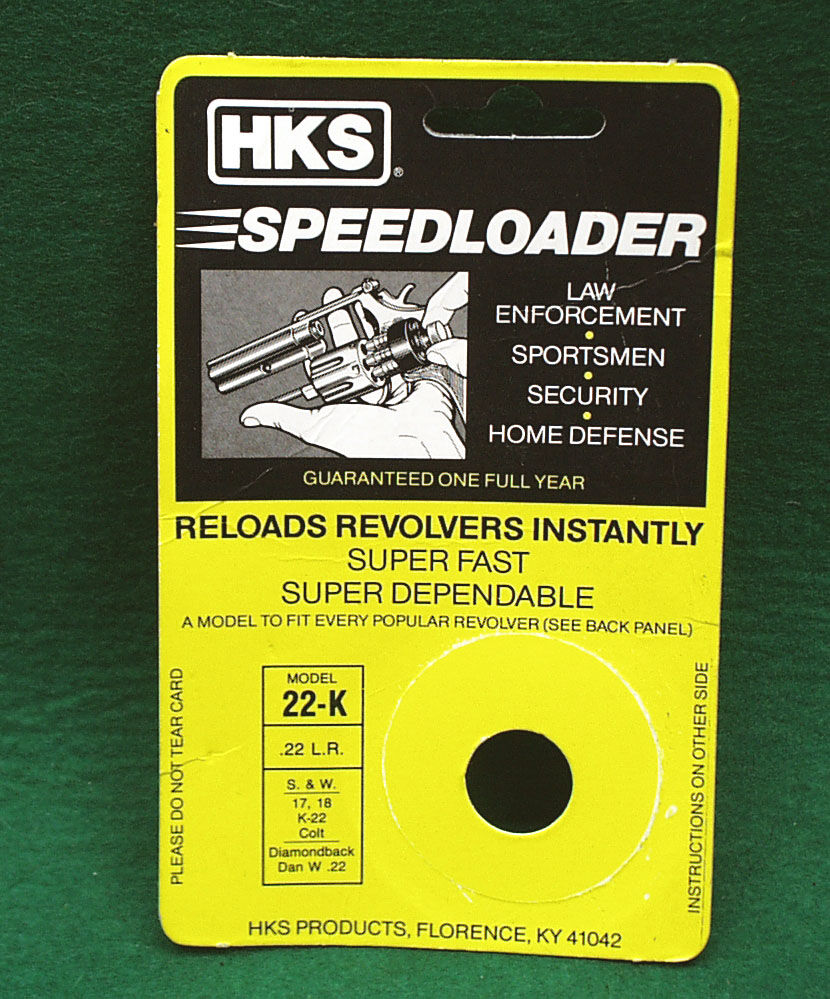 HKS®
SPEEDLOADER
LAW
ENFORCEMENT
•
SPORTSMEN
•
SECURITY
•
HOME DEFENSE
GUARANTEED ONE FULL YEAR
RELOADS REVOLVERS INSTANTLY
SUPER FAST
SUPER DEPENDABLE
A MODEL TO FIT EVERY POPULAR REVOLVER (SEE BACK PANEL)
PLEASE DO NOT TEAR CARD
MODEL
22-K
.22 L.R.
S. & W.
17, 18
K-22
Colt
Diamondback
Dan W .22
INSTRUCTIONS ON OTHER SIDE
HKS PRODUCTS, FLORENCE, KY 41042